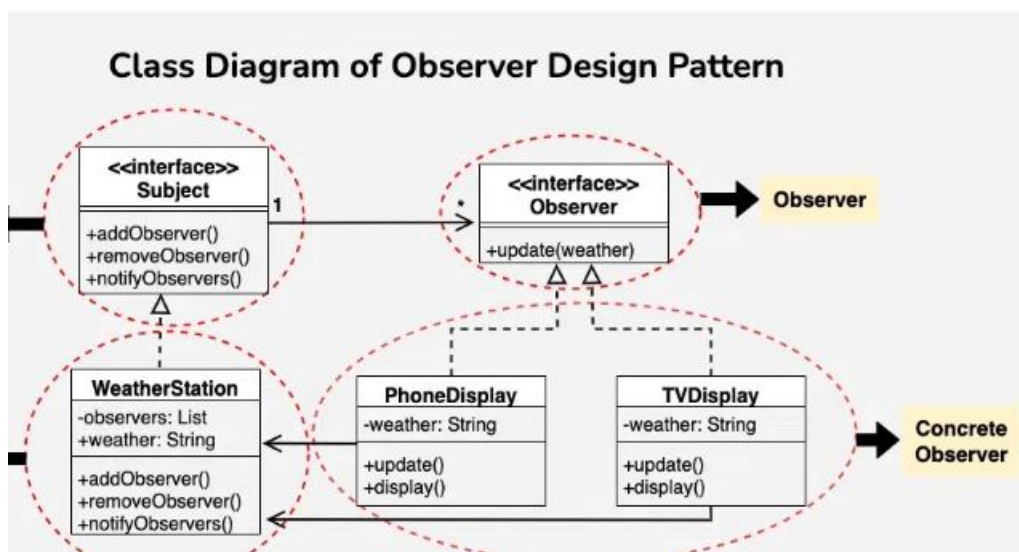 Class Diagram of Observer Design Pattern
<<interface>>
Subject
+addObserver()
+removeObserver()
+notifyObservers()
1
*
<<interface>>
Observer
+update(weather)
Observer
WeatherStation
-observers: List
+weather: String
+addObserver()
+removeObserver()
+notifyObservers()
PhoneDisplay
-weather: String
+update()
+display()
TVDisplay
-weather: String
+update()
+display()
Concrete
Observer